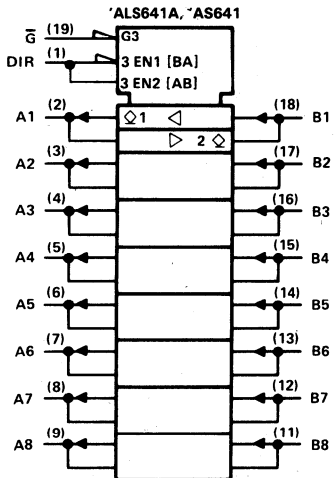 'ALS641A, 'AS641
G̅ (19) G3
DIR (1) 3 EN1 [BA]
3 EN2 [AB]
A1 (2) 1 (18) B1
2
A2 (3) (17) B2
A3 (4) (16) B3
A4 (5) (15) B4
A5 (6) (14) B5
A6 (7) (13) B6
A7 (8) (12) B7
A8 (9) (11) B8